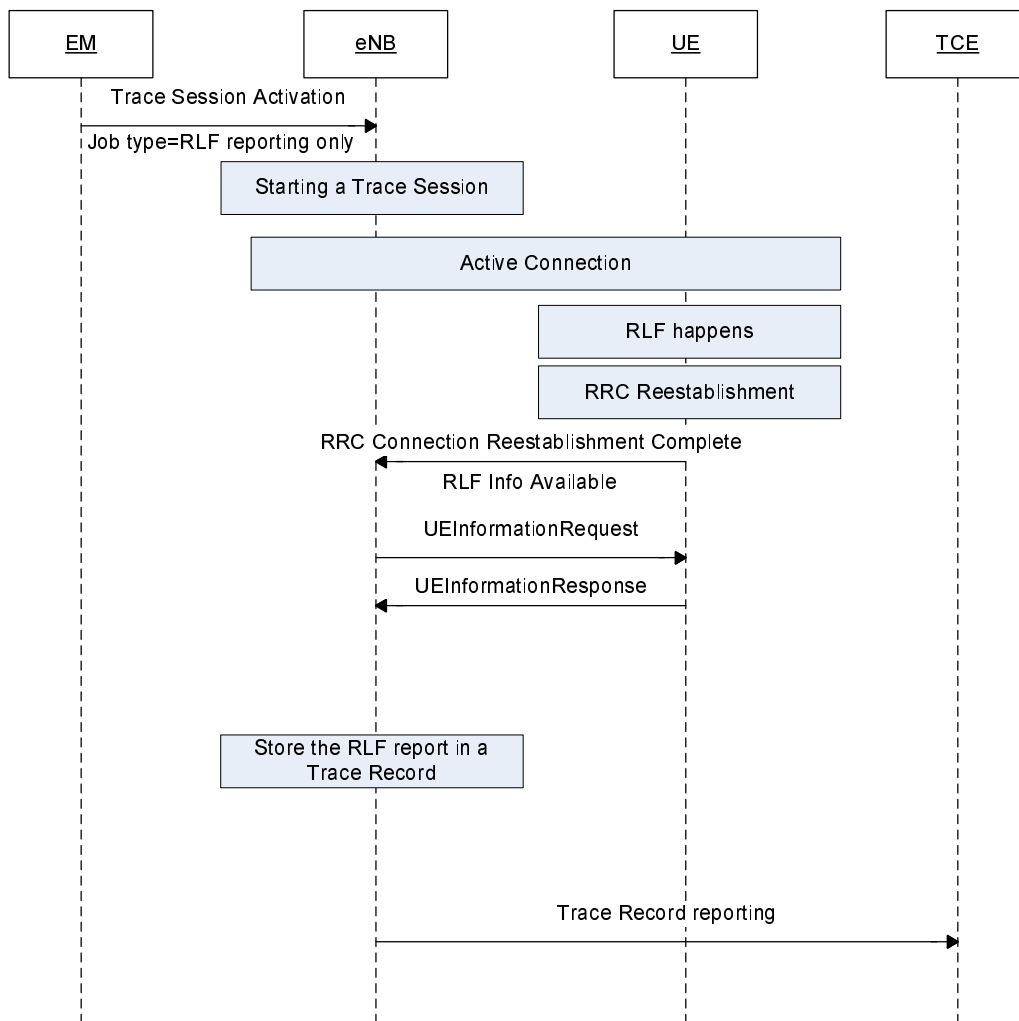 EM
eNB
UE
TCE
Trace Session Activation
Job type=RLF reporting only
Starting a Trace Session
Active Connection
RLF happens
RRC Reestablishment
RRC Connection Reestablishment Complete
RLF Info Available
UEInformationRequest
UEInformationResponse
Store the RLF report in a
Trace Record
Trace Record reporting